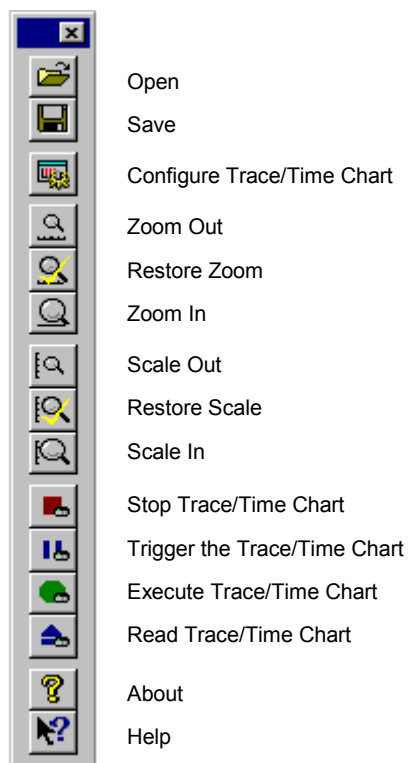 Open
Save
Configure Trace/Time Chart
Zoom Out
Restore Zoom
Zoom In
Scale Out
Restore Scale
Scale In
Stop Trace/Time Chart
Trigger the Trace/Time Chart
Execute Trace/Time Chart
Read Trace/Time Chart
About
Help